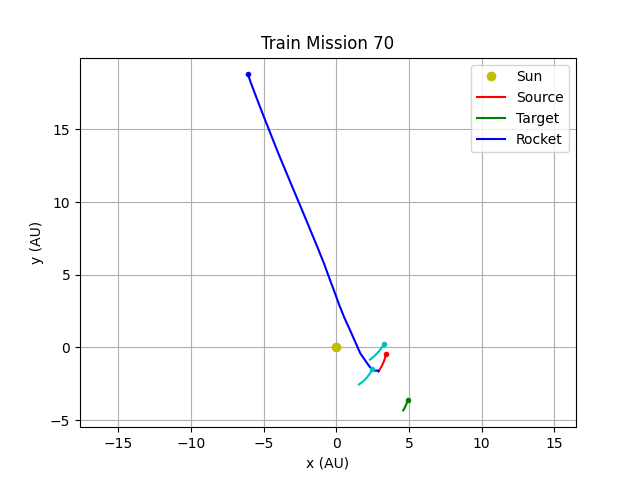 Train Mission 70
Sun
Source
Target
Rocket
15
10
5
0
−5
−15
−10
−5
0
5
10
15
x (AU)
y (AU)